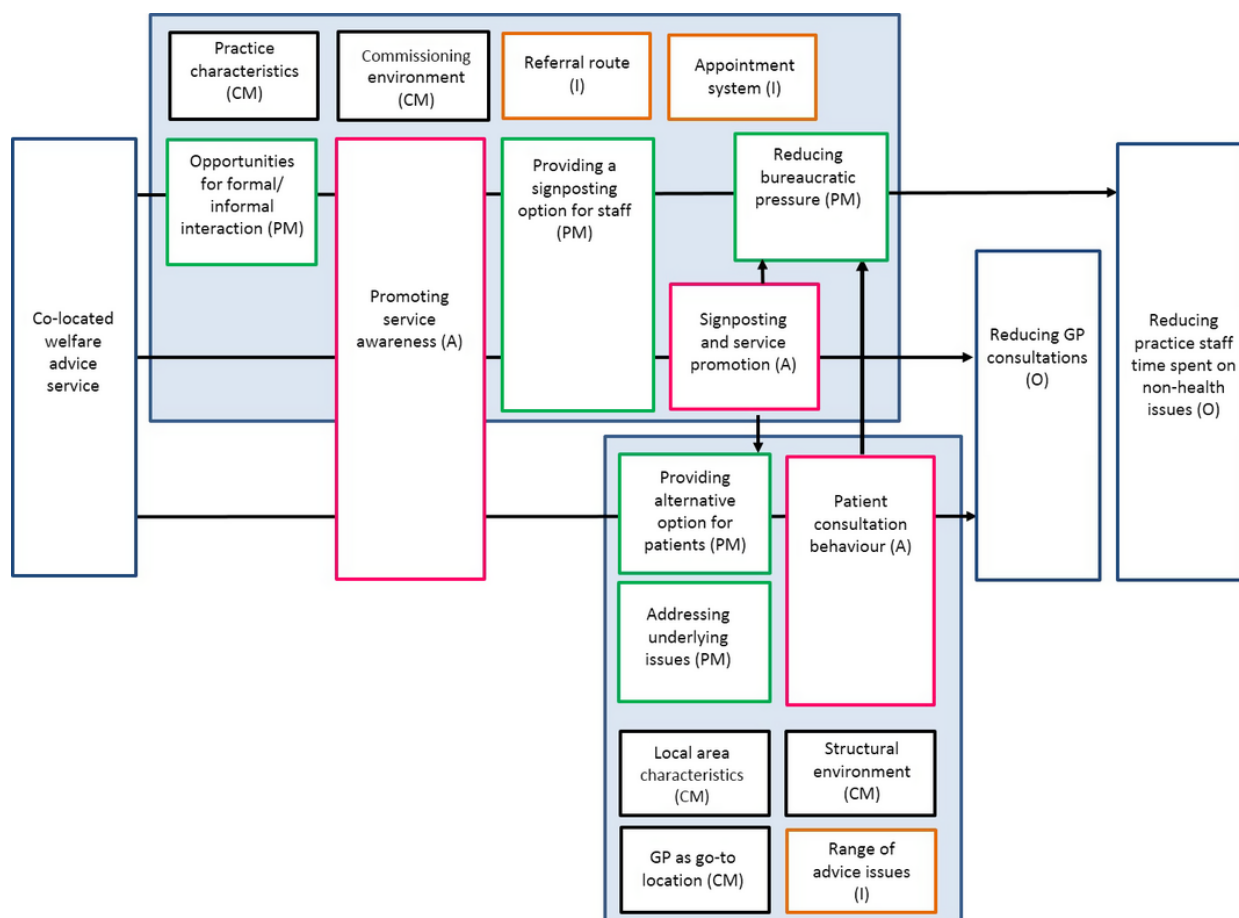 Practice
characteristics
(CM)
Commissioning
environment
(CM)
Referral route
(I)
Appointment
system (I)
Opportunities
for formal/
informal
interaction (PM)
Providing a
signposting
option for staff
(PM)
Reducing
bureaucratic
pressure (PM)
Co-located
welfare
advice
service
Promoting
service
awareness (A)
Signposting
and service
promotion (A)
Reducing GP
consultations
(O)
Reducing
practice staff
time spent on
non-health
issues (O)
Providing
alternative
option for
patients (PM)
Patient
consultation
behaviour (A)
Addressing
underlying
issues (PM)
Local area
characteristics
(CM)
Structural
environment
(CM)
GP as go-to
location (CM)
Range of
advice issues
(I)